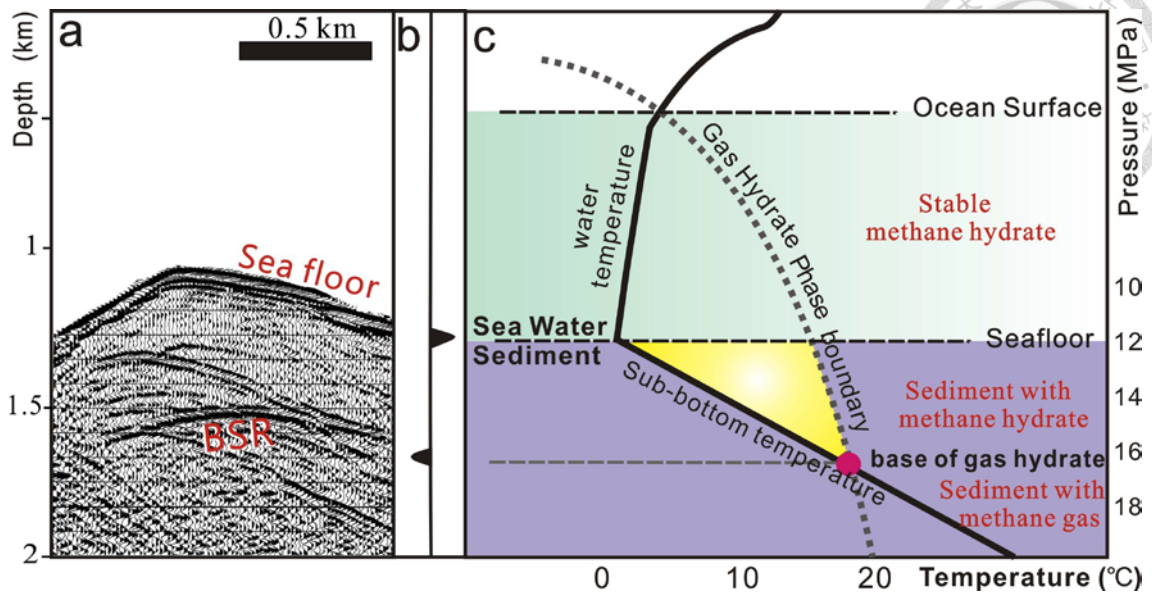 a
0.5 km
Depth (km)
1
1.5
2
Sea floor
BSR
b
c
Ocean Surface
Gas Hydrate Phase boundary
water
temperature
Stable
methane hydrate
Sea Water
Sediment
Seafloor
Sub-bottom temperature
Sediment with
methane hydrate
base of gas hydrate
Sediment with
methane gas
Pressure (MPa)
10
12
14
16
18
0
10
20
Temperature (℃)